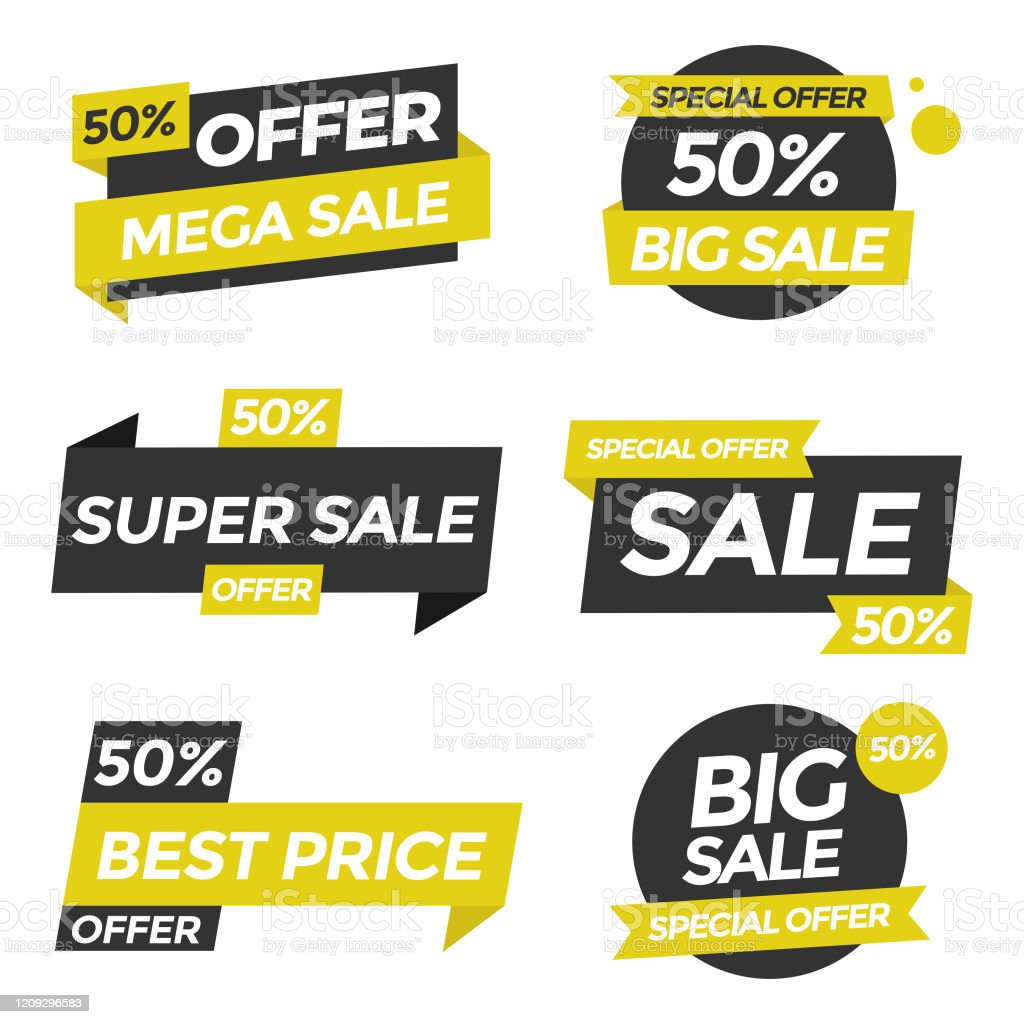 50%
OFFER
MEGA SALE
SPECIAL OFFER
50%
BIG SALE
50%
SUPER SALE
OFFER
SPECIAL OFFER
SALE
50%
50%
BEST PRICE
OFFER
BIG
SALE
50%
SPECIAL OFFER
iStock
by Getty Images™
1209296583